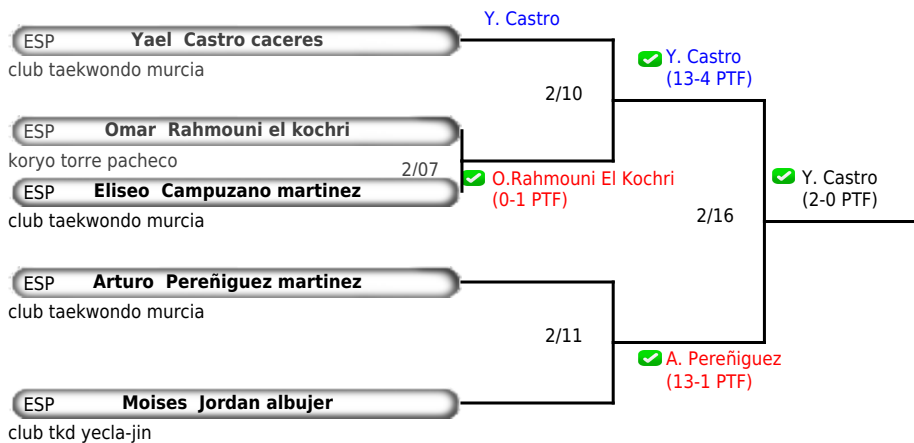 Y. Castro
ESP Yael Castro caceres
club taekwondo murcia
Y. Castro
(13-4 PTF)
2/10
ESP Omar Rahmouni el kochri
koryo torre pacheco
2/07
ESP Eliseo Campuzano martinez
club taekwondo murcia
O.Rahmouni El Kochri
(0-1 PTF)
Y. Castro
(2-0 PTF)
2/16
ESP Arturo Pereñiguez martinez
club taekwondo murcia
2/11
A. Pereñiguez
(13-1 PTF)
ESP Moises Jordan albujer
club tkd yecla-jin